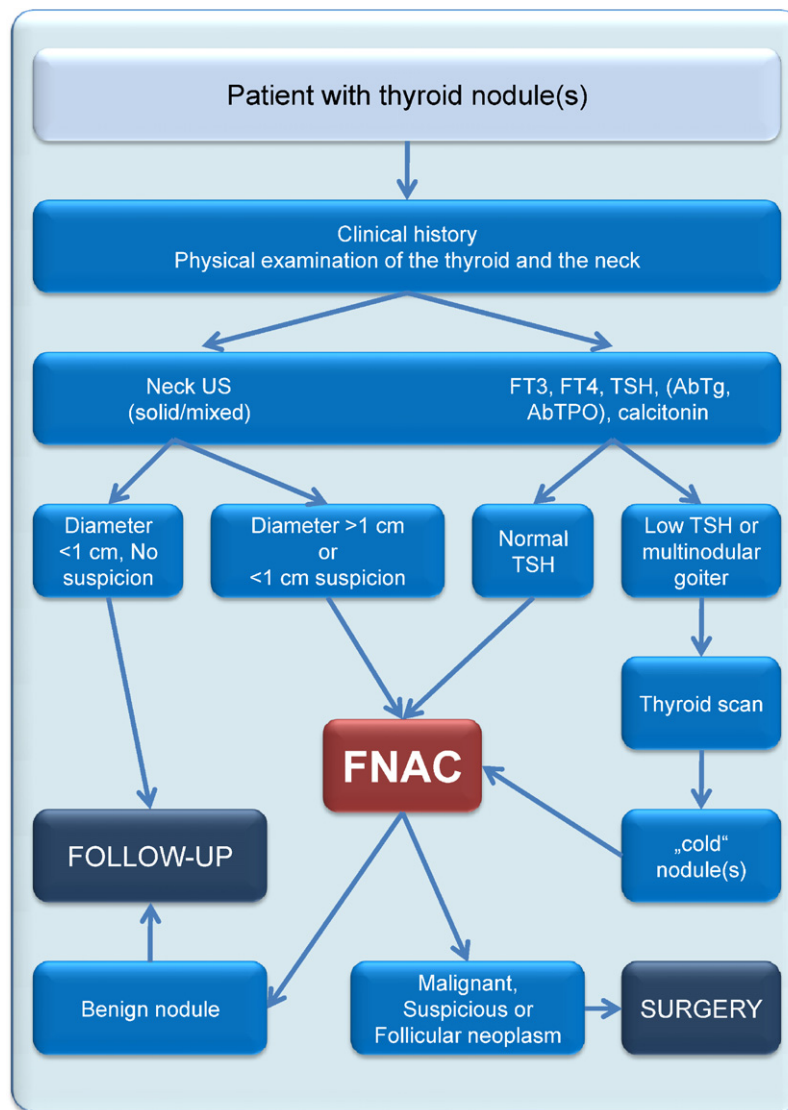 Patient with thyroid nodule(s)
Clinical history
Physical examination of the thyroid and the neck
Neck US
(solid/mixed)
FT3, FT4, TSH, (AbTg,
AbTPO), calcitonin
Diameter
<1 cm, No
suspicion
Diameter >1 cm
or
<1 cm suspicion
Normal
TSH
Low TSH or
multinodular
goiter
Thyroid scan
FNAC
FOLLOW-UP
„cold“
nodule(s)
Benign nodule
Malignant,
Suspicious or
Follicular neoplasm
SURGERY